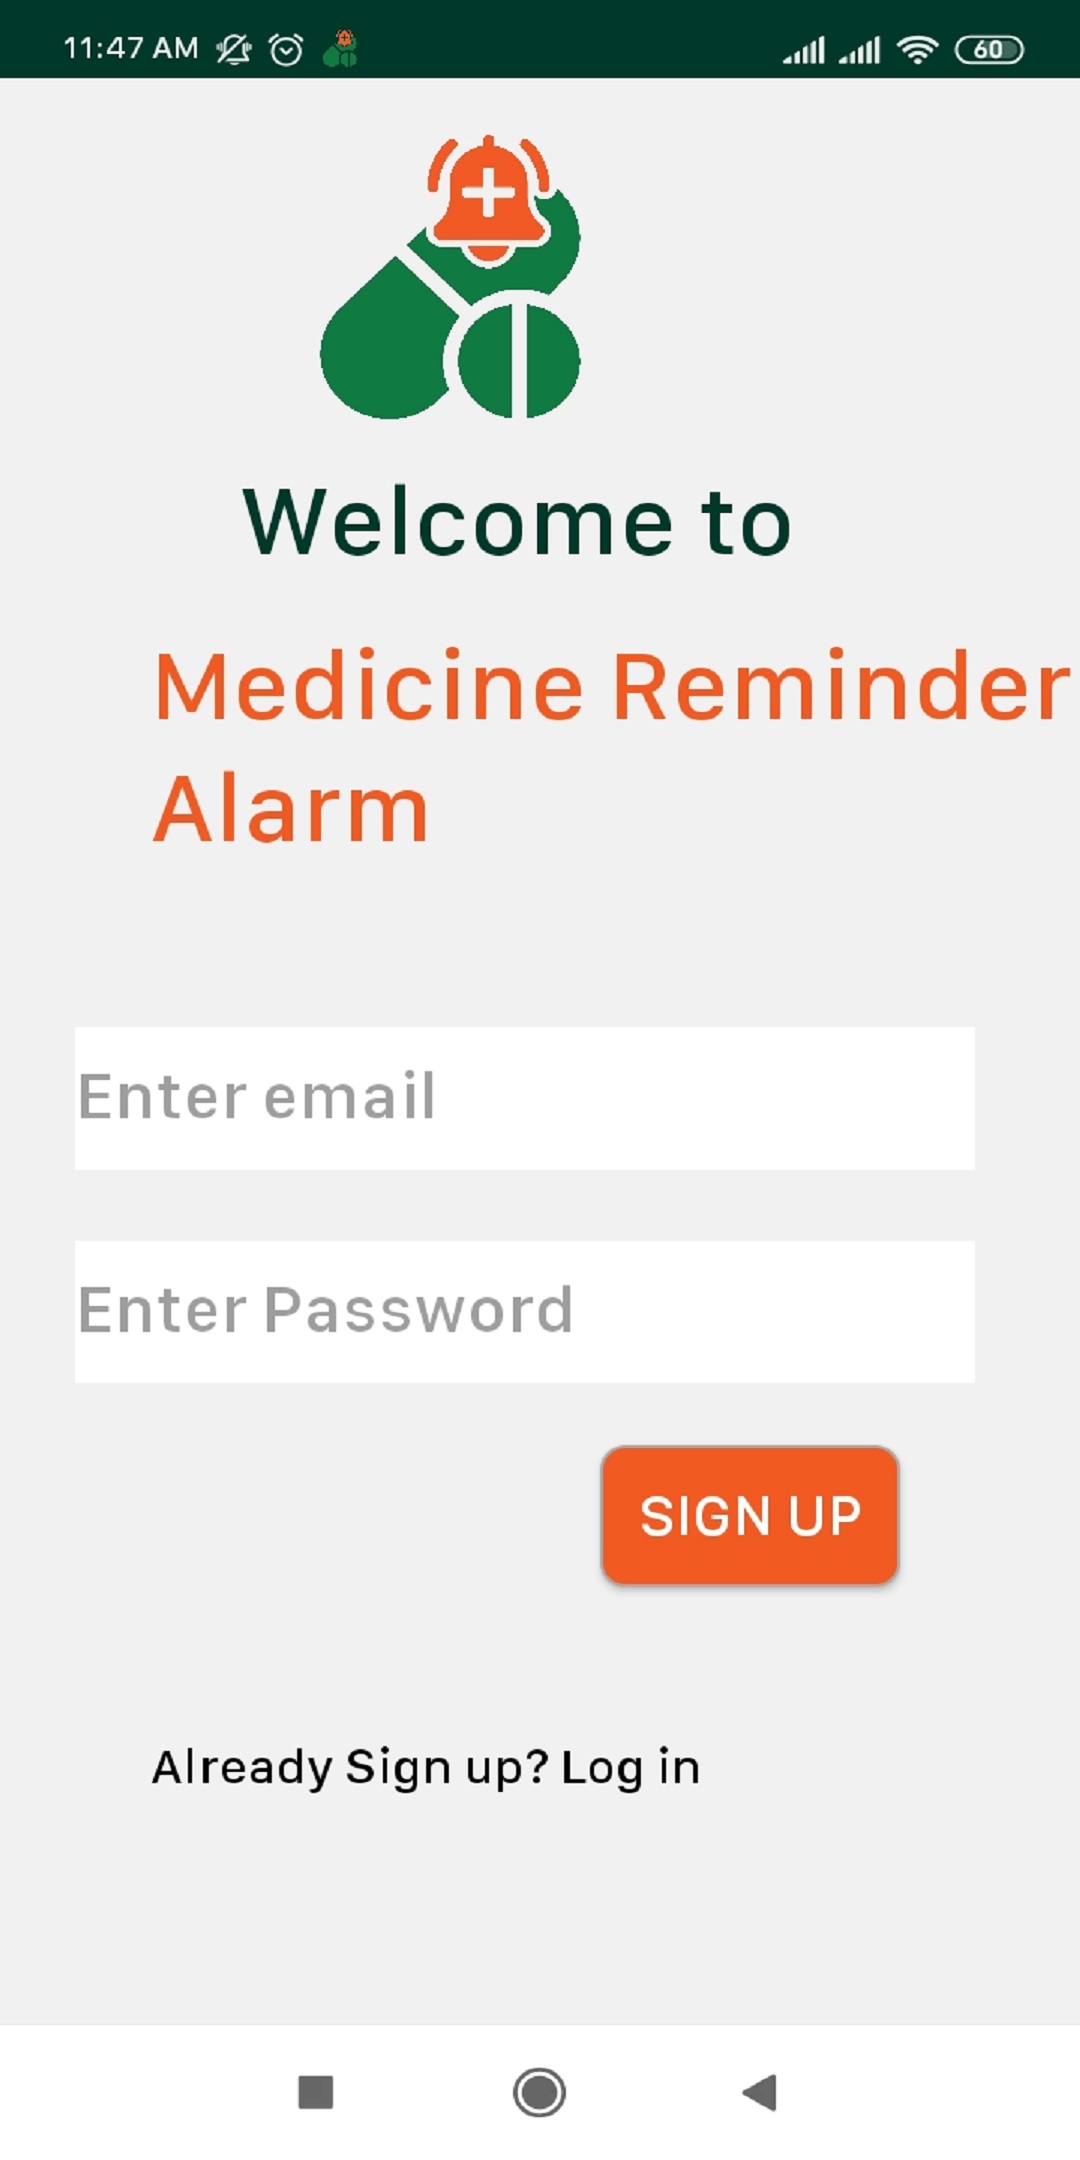 11:47 AM
60
Welcome to
Medicine Reminder
Alarm
Enter email
Enter Password
SIGN UP
Already Sign up? Log in